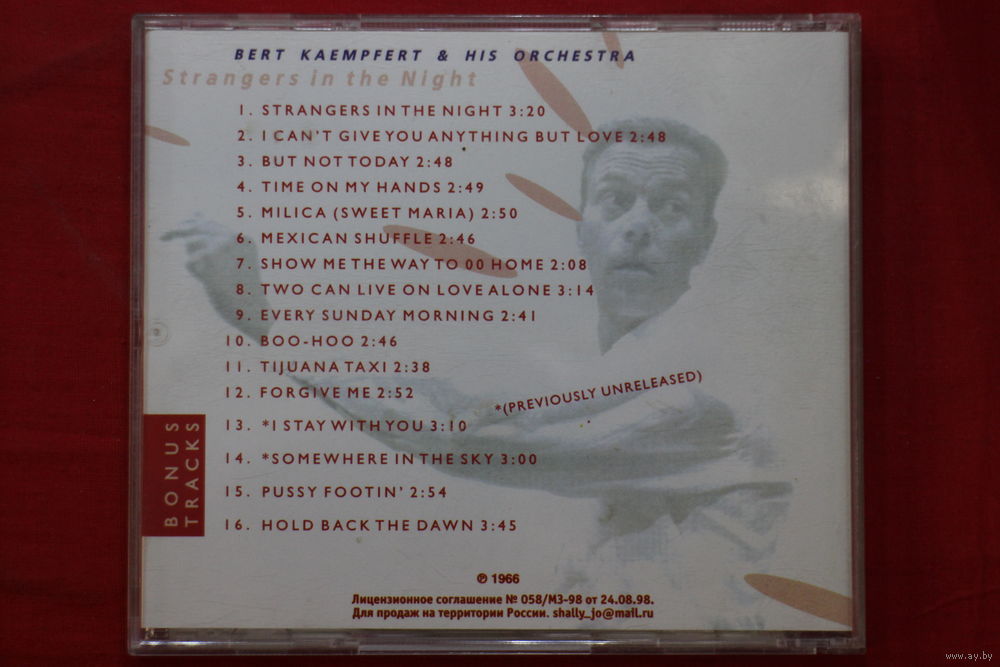 BERT KAEMPFERT & HIS ORCHESTRA
Strangers in the Night
1. STRANGERS IN THE NIGHT 3:20
2. I CAN'T GIVE YOU ANYTHING BUT LOVE 2:48
3. BUT NOT TODAY 2:48
4. TIME ON MY HANDS 2:49
5. MILICA (SWEET MARIA) 2:50
6. MEXICAN SHUFFLE 2:46
7. SHOW ME THE WAY TO 00 HOME 2:08
8. TWO CAN LIVE ON LOVE ALONE 3:14
9. EVERY SUNDAY MORNING 2:41
10. BOO-HOO 2:46
11. TIJUANA TAXI 2:38
12. FORGIVE ME 2:52
*(PREVIOUSLY UNRELEASED)
BONUS
TRACKS
13. *I STAY WITH YOU 3:10
14. *SOMEWHERE IN THE SKY 3:00
15. PUSSY FOOTIN' 2:54
16. HOLD BACK THE DAWN 3:45
℗ 1966
Лицензионное соглашение № 058/МЗ-98 от 24.08.98.
Для продаж на территории России. shally_jo@mail.ru
www.ay.by